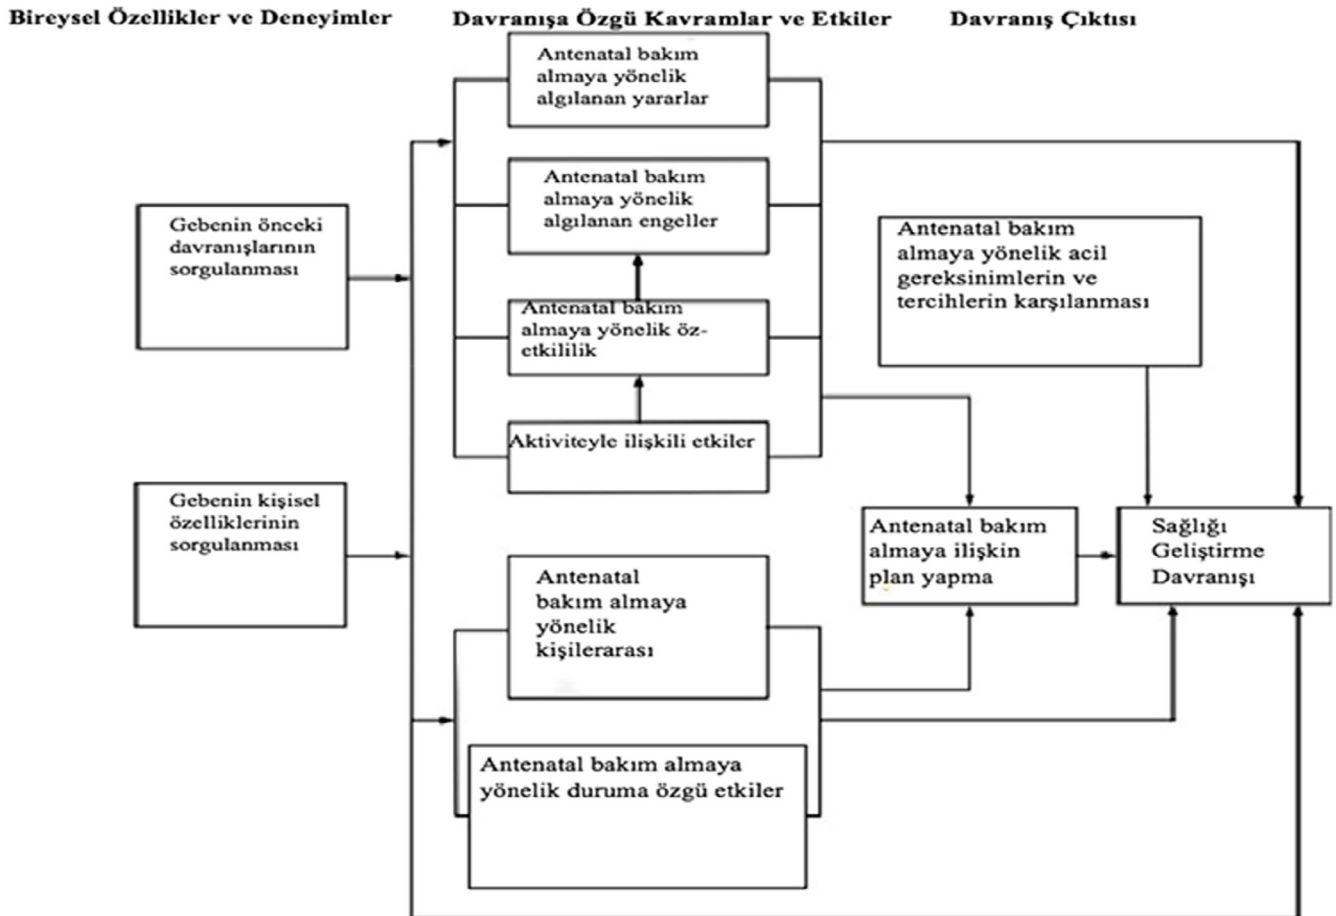 Bireysel Özellikler ve Deneyimler
Davranışa Özgü Kavramlar ve Etkiler
Davranış Çıktısı
Antenatal bakım
almaya yönelik
algılanan yararlar
Antenatal bakım
almaya yönelik
algılanan engeller
Gebenin önceki
davranışlarının
sorgulanması
Antenatal bakım
almaya yönelik acil
gereksinimlerin ve
tercihlerin karşılanması
Antenatal bakım
almaya yönelik öz-
etkililik
Aktiviteyle ilişkili etkiler
Gebenin kişisel
özelliklerinin
sorgulanması
Antenatal bakım
almaya ilişkin
plan yapma
Sağlığı
Geliştirme
Davranışı
Antenatal
bakım almaya
yönelik
kişilerarası
Antenatal bakım almaya
yönelik duruma özgü etkiler